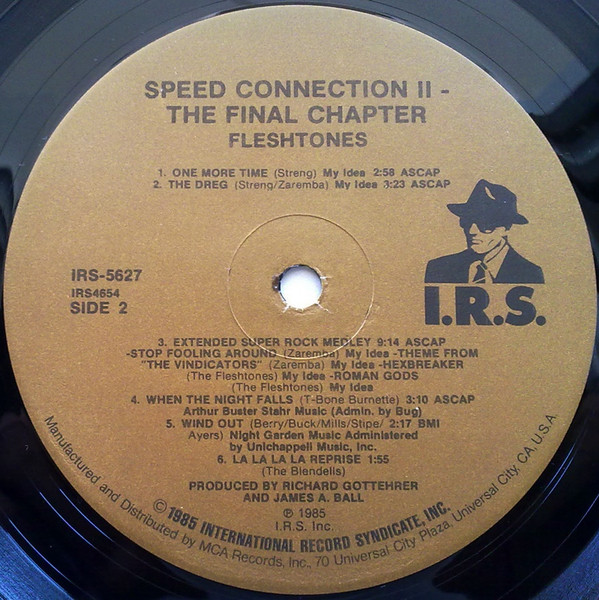 SPEED CONNECTION II -
THE FINAL CHAPTER
FLESHTONES
1. ONE MORE TIME (Streng) My Idea 2:58 ASCAP
2. THE DREG (Streng/Zaremba) My Idea 3:23 ASCAP
I.R.S.
IRS-5627
IRS4654
SIDE 2
3. EXTENDED SUPER ROCK MEDLEY 9:14 ASCAP
-STOP FOOLING AROUND (Zaremba) My Idea -THEME FROM
"THE VINDICATORS" (Zaremba) My Idea -HEXBREAKER
(The Fleshtones) My Idea -ROMAN GODS
(The Fleshtones) My Idea
4. WHEN THE NIGHT FALLS (T-Bone Burnette) 3:10 ASCAP
Arthur Buster Stahr Music (Admin. by Bug)
5. WIND OUT (Berry/Buck/Mills/Stipe/ 2:17 BMI
Ayers) Night Garden Music Administered
by Unichappell Music, Inc.
6. LA LA LA LA REPRISE 1:55
(The Blendells)
PRODUCED BY RICHARD GOTTEHRER
AND JAMES A. BALL
℗ 1985
I.R.S. Inc.
© 1985 INTERNATIONAL RECORD SYNDICATE, INC.
Manufactured and Distributed by MCA Records, Inc., 70 Universal City Plaza, Universal City, CA. U.S.A.